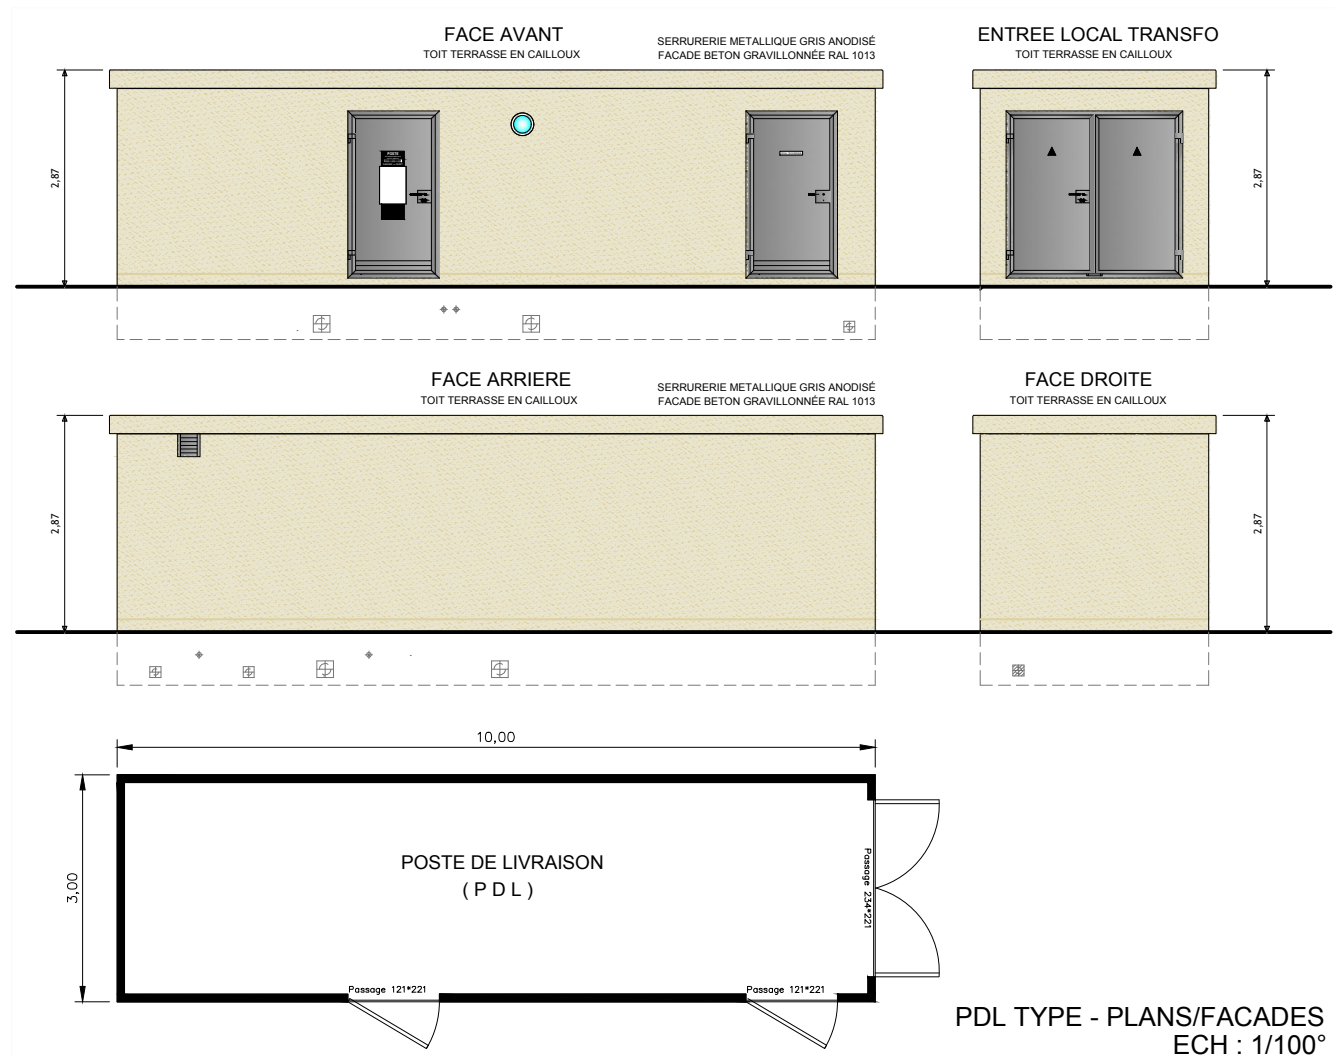 FACE AVANT
TOIT TERRASSE EN CAILLOUX
SERRURERIE METALLIQUE GRIS ANODISÉ
FACADE BETON GRAVILLONNÉE RAL 1013
ENTREE LOCAL TRANSFO
TOIT TERRASSE EN CAILLOUX
2,87
POSTE
2,87
FACE ARRIERE
TOIT TERRASSE EN CAILLOUX
SERRURERIE METALLIQUE GRIS ANODISÉ
FACADE BETON GRAVILLONNÉE RAL 1013
FACE DROITE
TOIT TERRASSE EN CAILLOUX
2,87
2,87
10,00
3,00
POSTE DE LIVRAISON
( P D L )
Passage 234*221
Passage 121*221
Passage 121*221
PDL TYPE - PLANS/FACADES
ECH : 1/100°